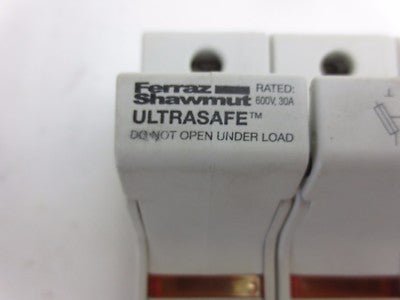 Ferraz RATED:
Shawmut 600V, 30A
ULTRASAFE™
DO NOT OPEN UNDER LOAD